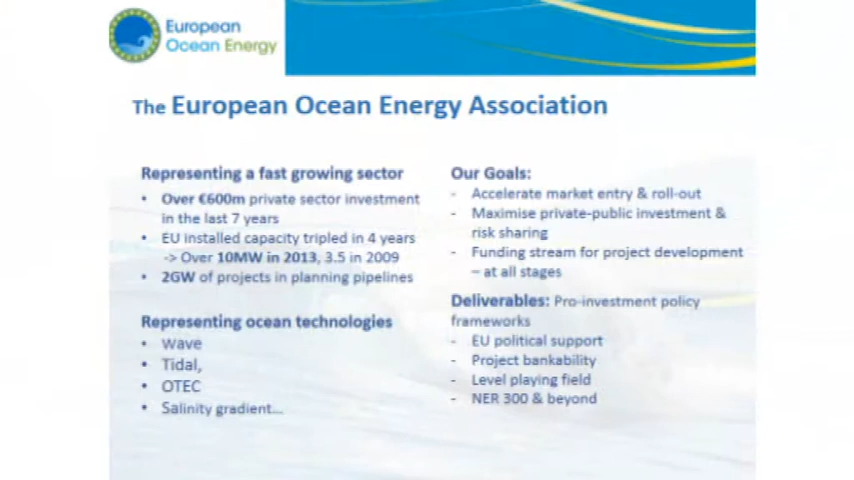 European
Ocean Energy
The European Ocean Energy Association
Representing a fast growing sector
• Over €600m private sector investment
in the last 7 years
• EU installed capacity tripled in 4 years
-> Over 10MW in 2013, 3.5 in 2009
• 2GW of projects in planning pipelines
Representing ocean technologies
• Wave
• Tidal,
• OTEC
• Salinity gradient...
Our Goals:
- Accelerate market entry & roll-out
- Maximise private-public investment &
risk sharing
- Funding stream for project development
– at all stages
Deliverables: Pro-investment policy
frameworks
- EU political support
- Project bankability
- Level playing field
- NER 300 & beyond